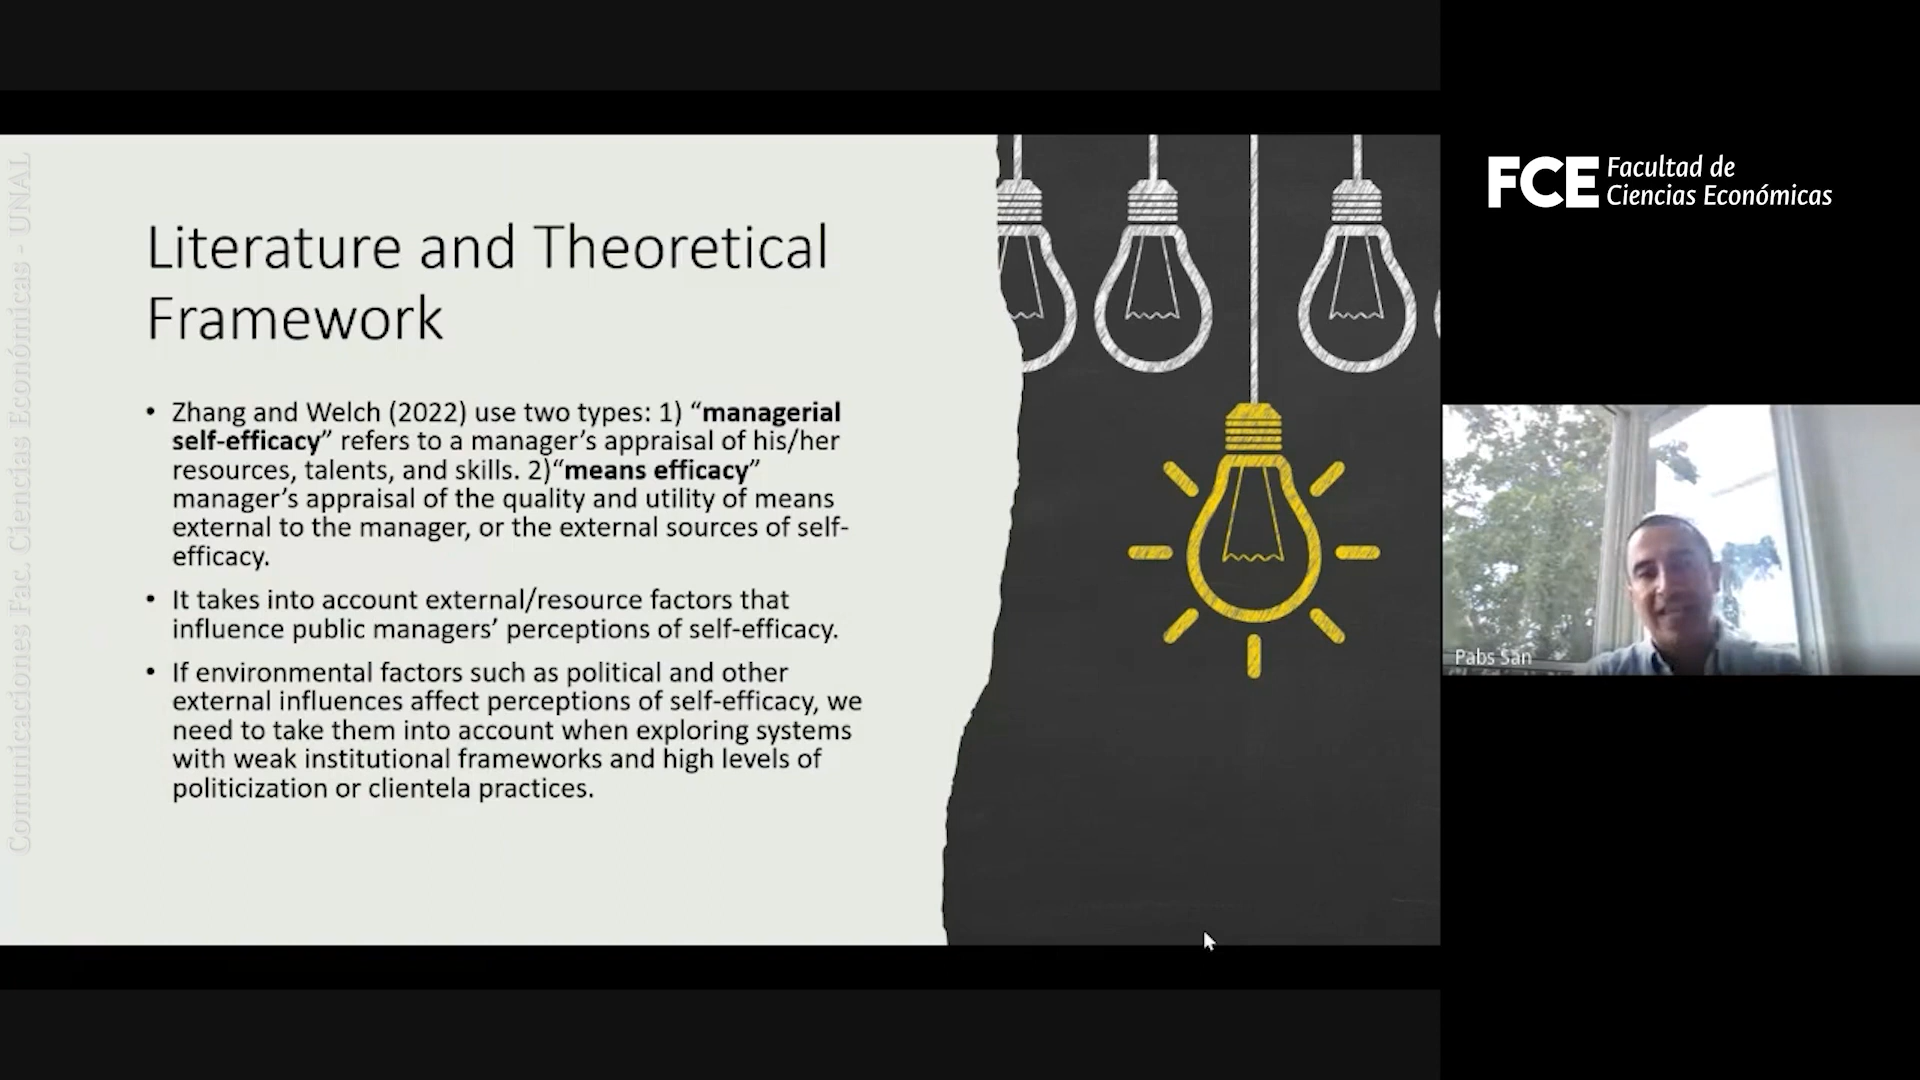 Comunicaciones Fac. Ciencias Económicas - UNAL
Literature and Theoretical
Framework
• Zhang and Welch (2022) use two types: 1) “managerial
self-efficacy” refers to a manager’s appraisal of his/her
resources, talents, and skills. 2)“means efficacy”
manager’s appraisal of the quality and utility of means
external to the manager, or the external sources of self-
efficacy.
• It takes into account external/resource factors that
influence public managers’ perceptions of self-efficacy.
• If environmental factors such as political and other
external influences affect perceptions of self-efficacy, we
need to take them into account when exploring systems
with weak institutional frameworks and high levels of
politicization or clientela practices.
FCE Facultad de
Ciencias Económicas
Pabs San